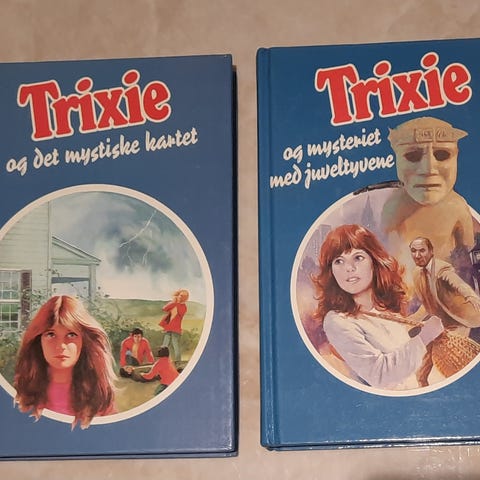 Trixie
og det mystiske kartet
Trixie
og mysteriet
med juveltyvene